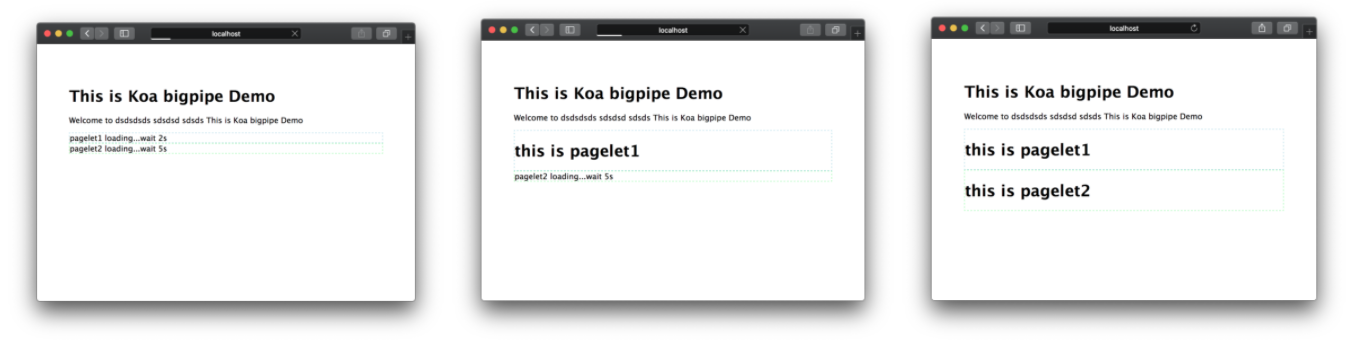 localhost
This is Koa bigpipe Demo
Welcome to dsdsdsds sdsdsd sdsds This is Koa bigpipe Demo
pagelet1 loading...wait 2s
pagelet2 loading...wait 5s
localhost
This is Koa bigpipe Demo
Welcome to dsdsdsds sdsdsd sdsds This is Koa bigpipe Demo
this is pagelet1
pagelet2 loading...wait 5s
localhost
This is Koa bigpipe Demo
Welcome to dsdsdsds sdsdsd sdsds This is Koa bigpipe Demo
this is pagelet1
this is pagelet2